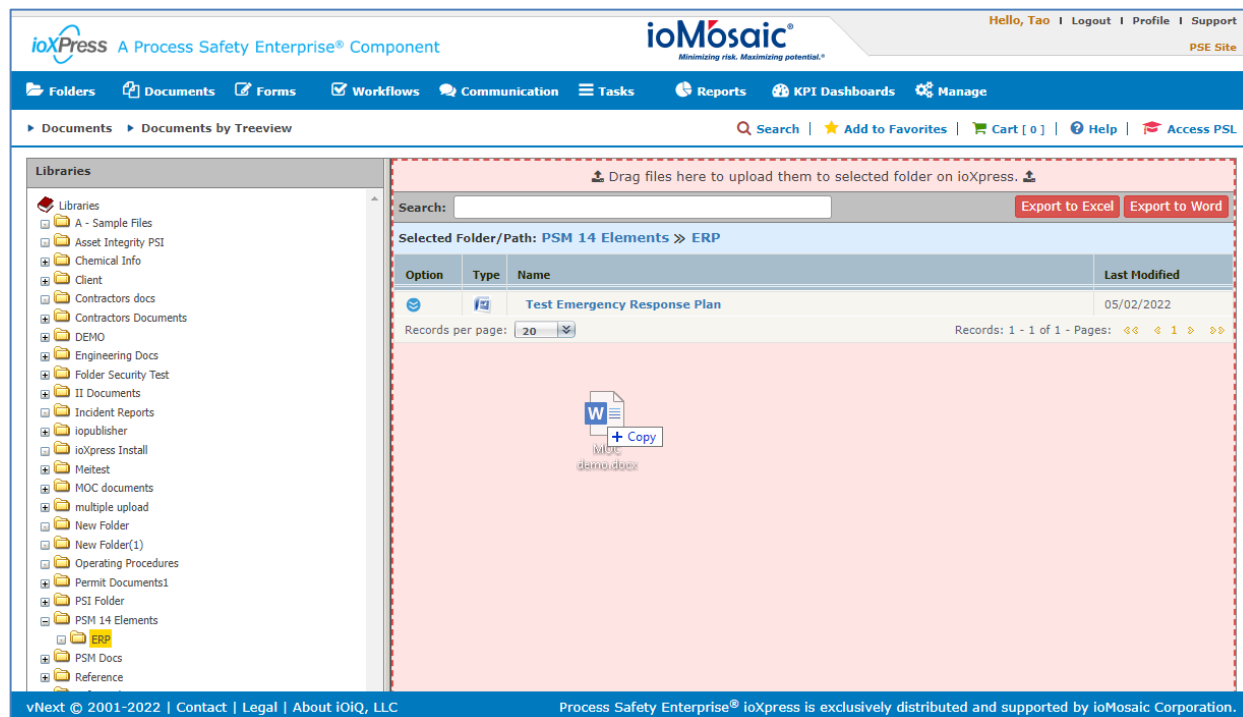 Hello, Tao I Logout I Profile I Support
ioXPress A Process Safety Enterprise® Component
ioMosaic®
Minimizing risk. Maximizing potential.®
PSE Site
Folders Documents Forms Workflows Communication Tasks Reports KPI Dashboards Manage
Documents Documents by Treeview Search | Add to Favorites | Cart [ 0 ] | Help | Access PSL
Libraries
Libraries
A - Sample Files
Asset Integrity PSI
Chemical Info
Client
Contractors docs
Contractors Documents
DEMO
Engineering Docs
Folder Security Test
II Documents
Incident Reports
iopublisher
ioXpress Install
Meitest
MOC documents
multiple upload
New Folder
New Folder(1)
Operating Procedures
Permit Documents1
PSI Folder
PSM 14 Elements
ERP
PSM Docs
Reference
Drag files here to upload them to selected folder on ioXpress.
Search: Export to Excel Export to Word
Selected Folder/Path: PSM 14 Elements » ERP
Option Type Name Last Modified
Test Emergency Response Plan 05/02/2022
Records per page: 20 Records: 1 - 1 of 1 - Pages: 1
W
+ Copy
MOC
demo.docx
vNext © 2001-2022 | Contact | Legal | About iOiQ, LLC Process Safety Enterprise® ioXpress is exclusively distributed and supported by ioMosaic Corporation.